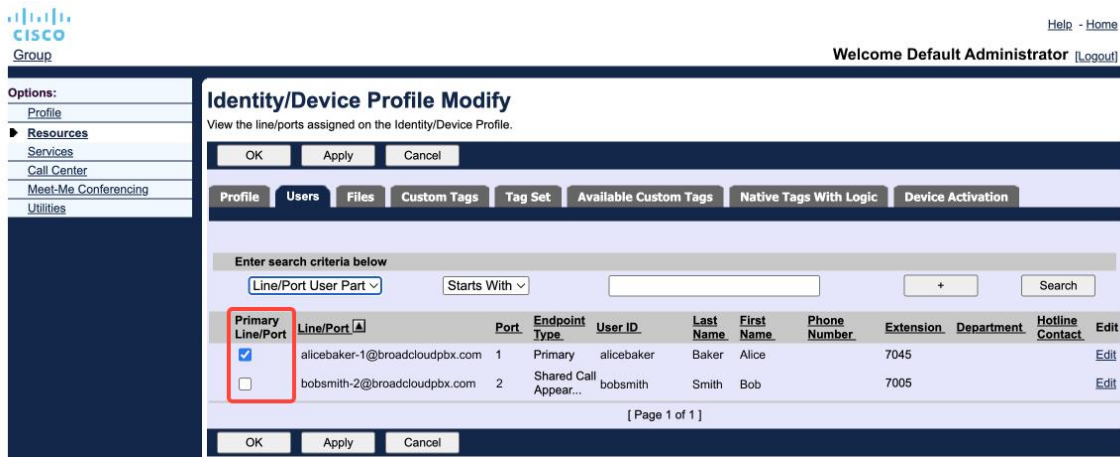 CISCO
Help - Home
Group
Welcome Default Administrator [Logout]
Options:
Profile
Resources
Services
Call Center
Meet-Me Conferencing
Utilities
Identity/Device Profile Modify
View the line/ports assigned on the Identity/Device Profile.
OK Apply Cancel
Profile Users Files Custom Tags Tag Set Available Custom Tags Native Tags With Logic Device Activation
Enter search criteria below
Line/Port User Part Starts With + Search
Primary Line/Port Line/Port Port Endpoint Type User ID Last Name First Name Phone Number Extension Department Hotline Contact Edit
alicebaker-1@broadcloudpbx.com 1 Primary alicebaker Baker Alice 7045 Edit
bobsmith-2@broadcloudpbx.com 2 Shared Call Appear... bobsmith Smith Bob 7005 Edit
[ Page 1 of 1 ]
OK Apply Cancel